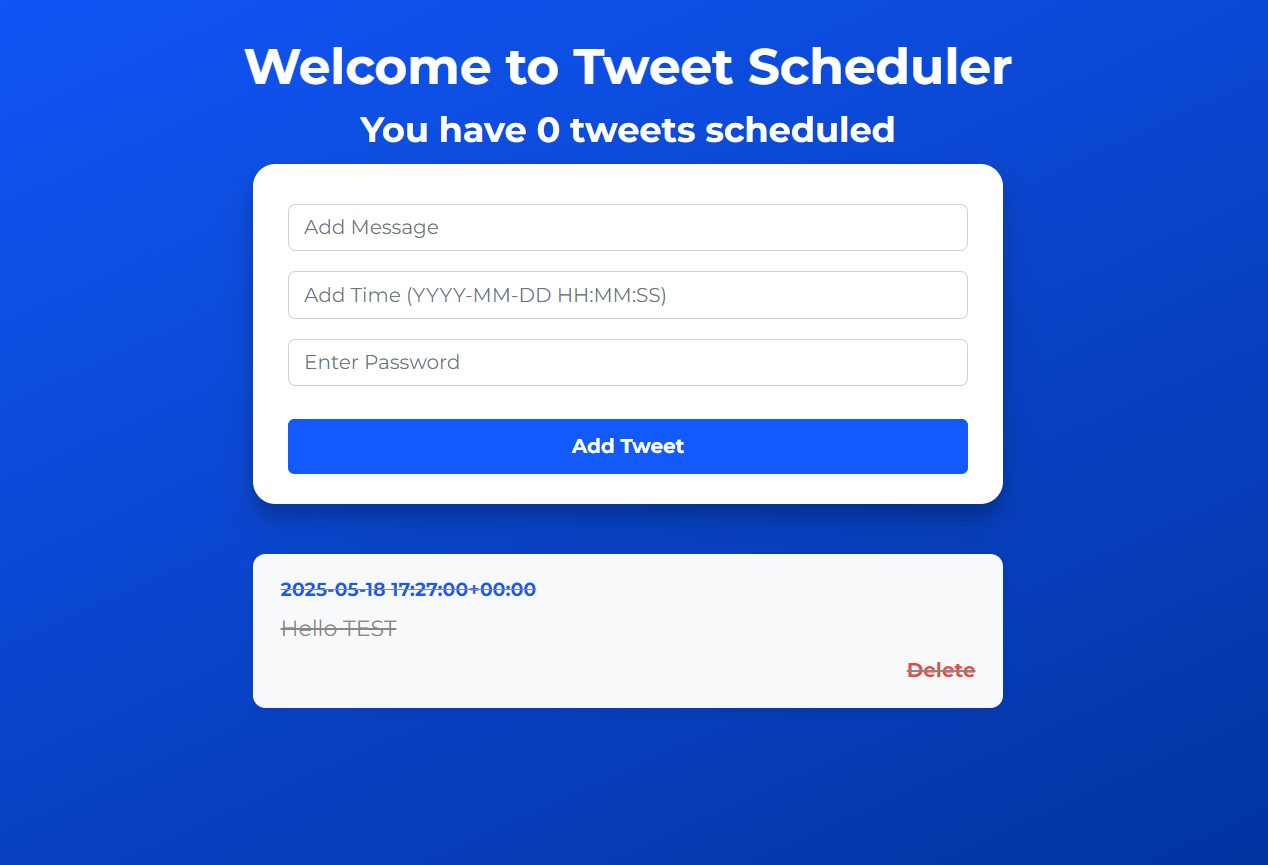 Welcome to Tweet Scheduler
You have 0 tweets scheduled
Add Message
Add Time (YYYY-MM-DD HH:MM:SS)
Enter Password
Add Tweet
2025-05-18 17:27:00+00:00
Hello TEST
Delete